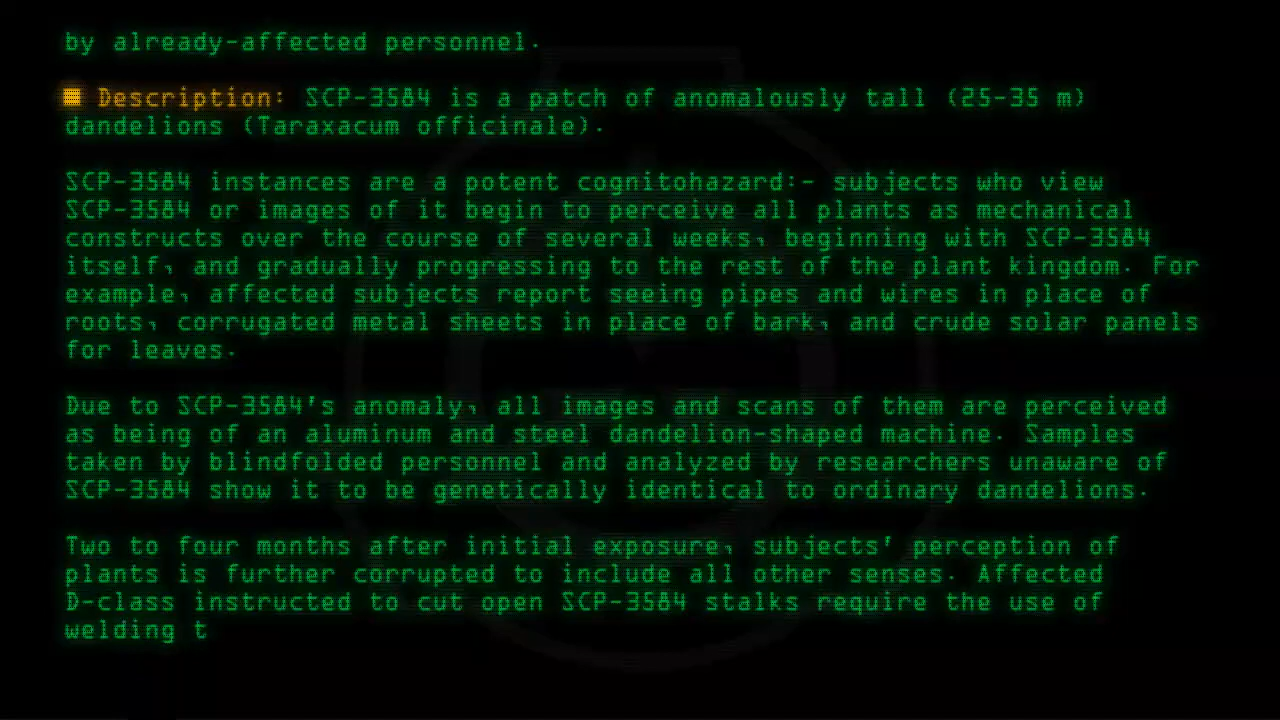 by already-affected personnel.
■ Description: SCP-3584 is a patch of anomalously tall (25-35 m)
dandelions (Taraxacum officinale).
SCP-3584 instances are a potent cognitohazard:- subjects who view
SCP-3584 or images of it begin to perceive all plants as mechanical
constructs over the course of several weeks, beginning with SCP-3584
itself, and gradually progressing to the rest of the plant kingdom. For
example, affected subjects report seeing pipes and wires in place of
roots, corrugated metal sheets in place of bark, and crude solar panels
for leaves.
Due to SCP-3584's anomaly, all images and scans of them are perceived
as being of an aluminum and steel dandelion-shaped machine. Samples
taken by blindfolded personnel and analyzed by researchers unaware of
SCP-3584 show it to be genetically identical to ordinary dandelions.
Two to four months after initial exposure, subjects' perception of
plants is further corrupted to include all other senses. Affected
D-class instructed to cut open SCP-3584 stalks require the use of
welding t